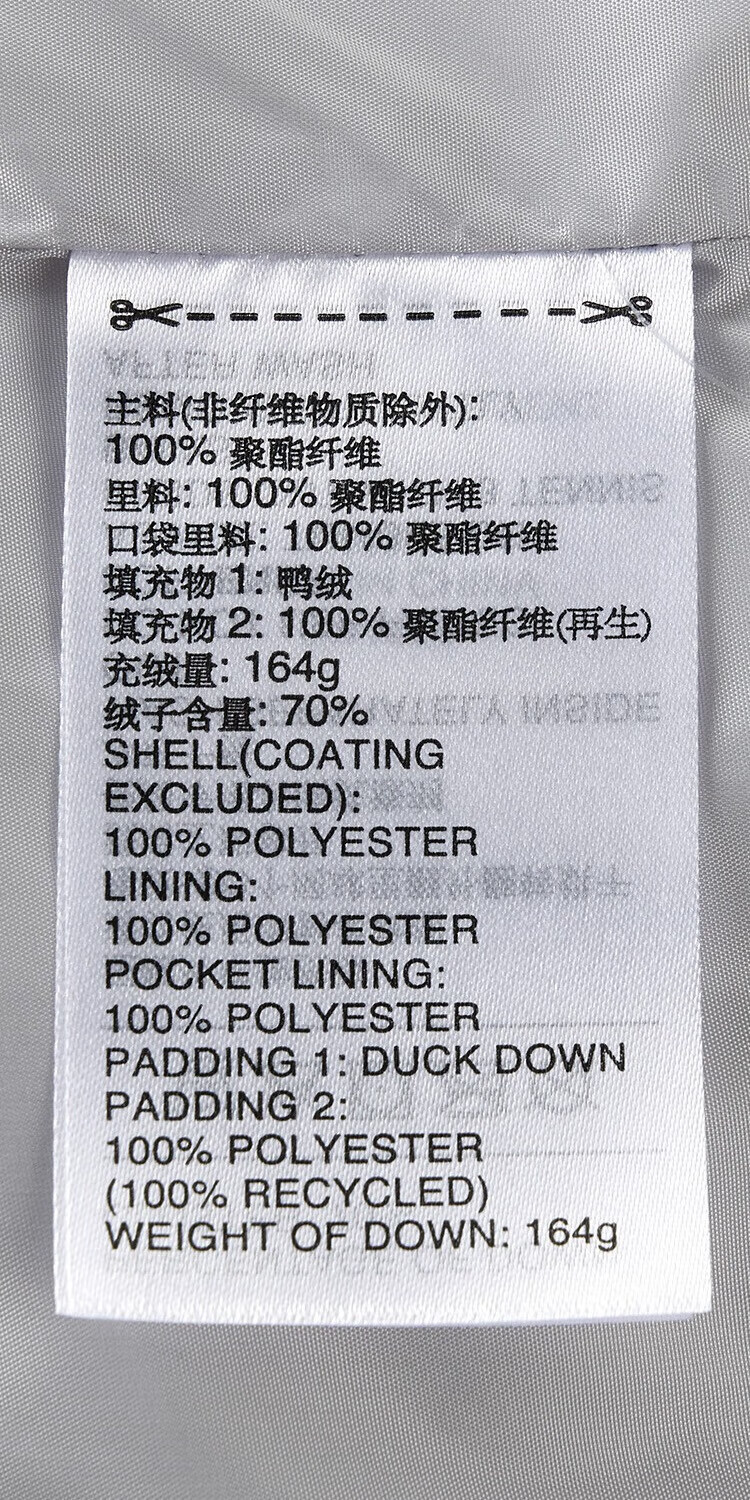 主料(非纤维物质除外):
100% 聚酯纤维
里料: 100% 聚酯纤维
口袋里料: 100% 聚酯纤维
填充物 1: 鸭绒
填充物 2: 100% 聚酯纤维(再生)
充绒量: 164g
绒子含量: 70%
SHELL(COATING
EXCLUDED):
100% POLYESTER
LINING:
100% POLYESTER
POCKET LINING:
100% POLYESTER
PADDING 1: DUCK DOWN
PADDING 2:
100% POLYESTER
(100% RECYCLED)
WEIGHT OF DOWN: 164g